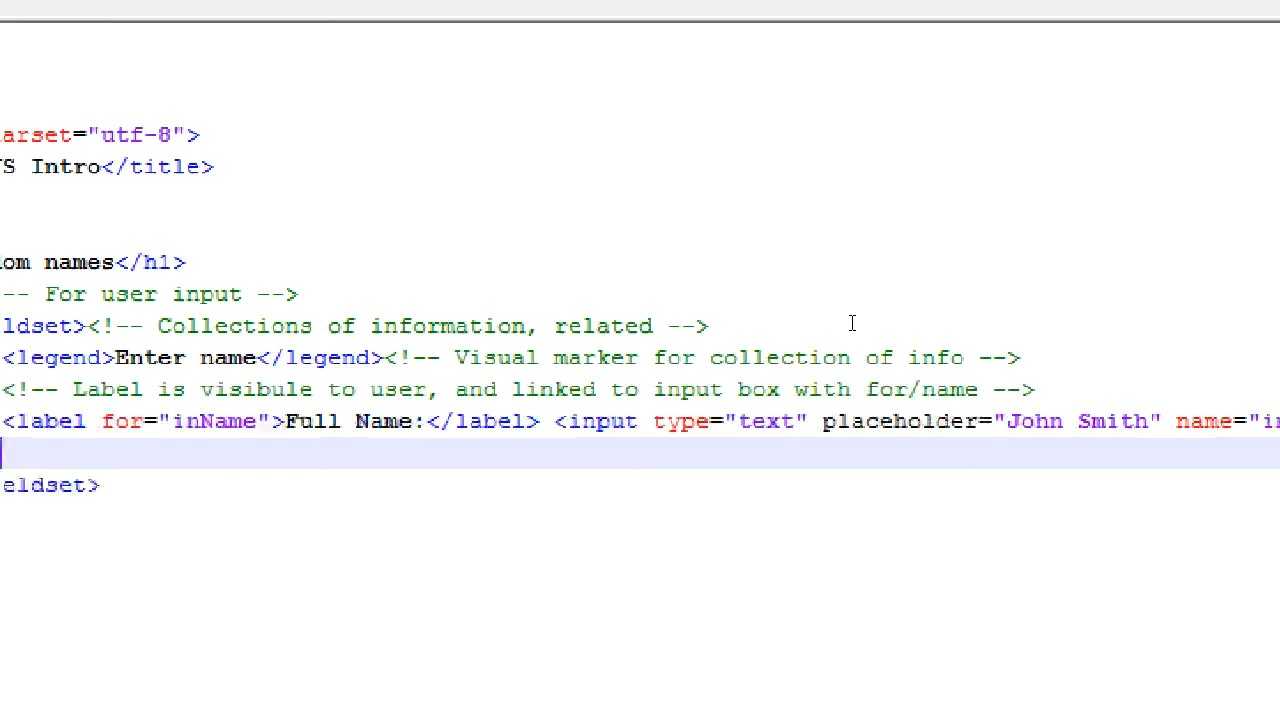 arset="utf-8">
S Intro</title>
om names</h1>
-- For user input -->
ldset><!-- Collections of information, related -->
<legend>Enter name</legend><!-- Visual marker for collection of info -->
<!-- Label is visibule to user, and linked to input box with for/name -->
<label for="inName">Full Name:</label> <input type="text" placeholder="John Smith" name="in
eldset>